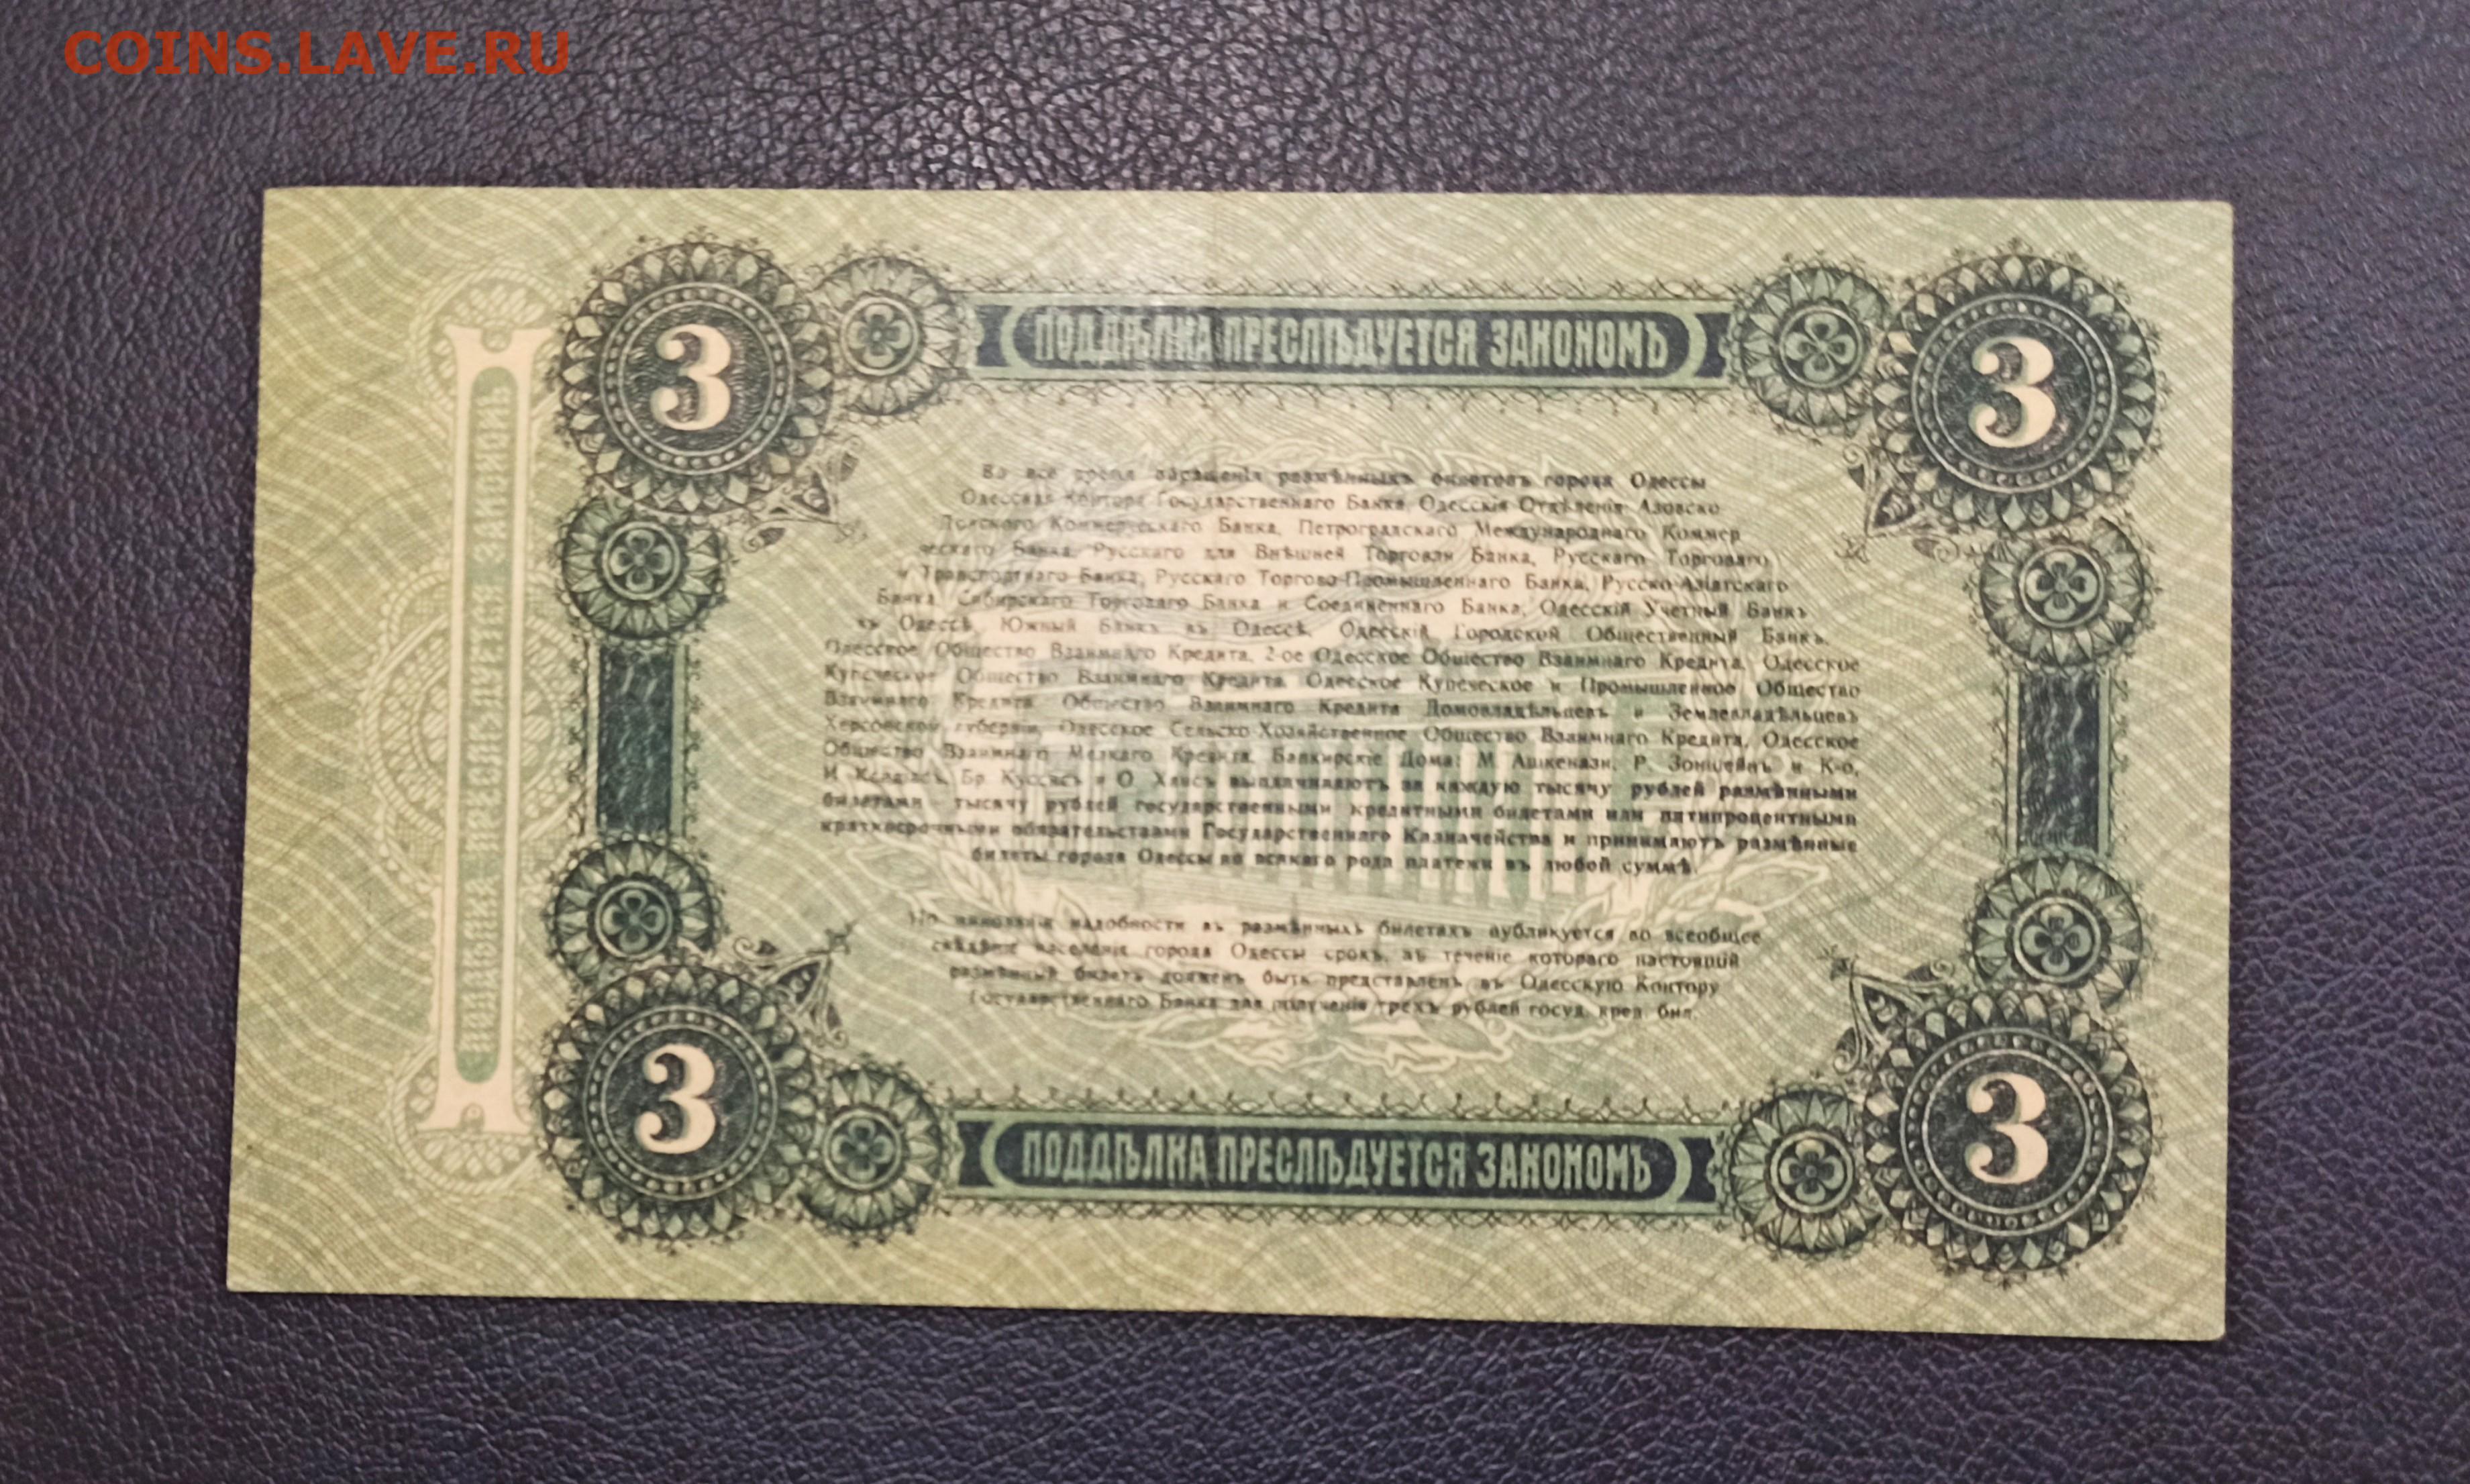 COINS.LAVE.RU
3
ПОДДѢЛКА ПРЕСЛѢДУЕТСЯ ЗАКОНОМЪ
3
ПОДДѢЛКА ПРЕСЛѢДУЕТСЯ ЗАКОНОМЪ
Во все время обращенія размѣнныхъ билетовъ города Одессы
Одесская Контора Государственнаго Банка, Одесскія Отдѣленія: Азовско
Донского Коммерческаго Банка, Петроградскаго Международнаго Коммер
ческаго Банка, Русскаго для Внѣшней Торговли Банка, Русскаго Торговаго
и Транспортнаго Банка, Русскаго Торгово-Промышленнаго Банка, Русско-Азіатскаго
Банка, Сибирскаго Торговаго Банка и Соединеннаго Банка, Одесскій Учетный Банкъ
въ Одессѣ, Южный Банкъ въ Одессѣ, Одесскій Городской Общественный Банкъ,
Одесское Общество Взаимнаго Кредита, 2-ое Одесское Общество Взаимнаго Кредита, Одесское
Купеческое Общество Взаимнаго Кредита, Одесское Купеческое и Промышленное Общество
Взаимнаго Кредита, Общество Взаимнаго Кредита Домовладѣльцевъ и Землевладѣльцевъ
Херсонской губерніи, Одесское Сельско-Хозяйственное Общество Взаимнаго Кредита, Одесское
Общество Взаимнаго Мелкаго Кредита, Банкирскіе Дома: М. Ашкенази, Р. Зонщейнъ и К-о,
И. Бр. и О. Хаисъ выплачиваютъ за каждую тысячу рублей размѣнными
билетами - тысячу рублей государственными кредитными билетами или пятипроцентными
краткосрочными обязательствами Государственнаго Казначейства и принимаютъ размѣнные
билеты города Одессы во всякаго рода платежи въ любой суммѣ.
По минованіи надобности въ размѣнныхъ билетахъ публикуется во всеобщее
свѣдѣніе населенія города Одессы срокъ, въ теченіе котораго настоящій
размѣнный билетъ долженъ быть представленъ въ Одесскую Контору
Государственнаго Банка для полученія трехъ рублей госуд. кред. бил.
3
ПОДДѢЛКА ПРЕСЛѢДУЕТСЯ ЗАКОНОМЪ
3